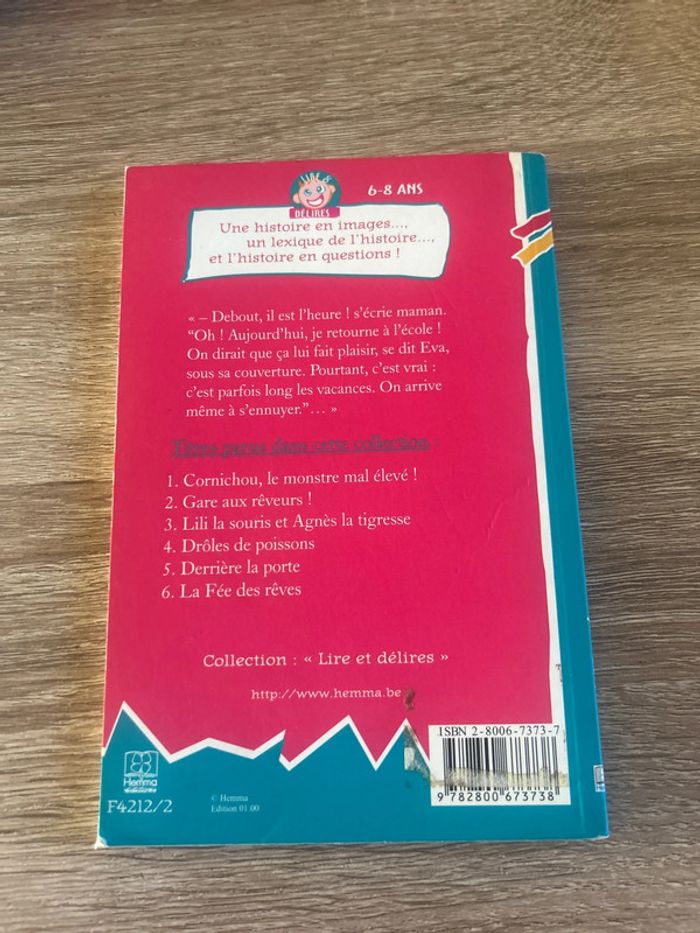 LIRE &
DÉLIRES
6-8 ANS
Une histoire en images...,
un lexique de l'histoire...,
et l'histoire en questions !
« – Debout, il est l'heure ! s'écrie maman.
"Oh ! Aujourd'hui, je retourne à l'école !
On dirait que ça lui fait plaisir, se dit Eva,
sous sa couverture. Pourtant, c'est vrai :
c'est parfois long les vacances. On arrive
même à s'ennuyer."... »
Titres parus dans cette collection :
1. Cornichou, le monstre mal élevé !
2. Gare aux rêveurs !
3. Lili la souris et Agnès la tigresse
4. Drôles de poissons
5. Derrière la porte
6. La Fée des rêves
Collection : « Lire et délires »
http://www.hemma.be
ISBN 2-8006-7373-7
9 782800 673738
Hemma
éditions
F4212/2
© Hemma
Edition 01.00